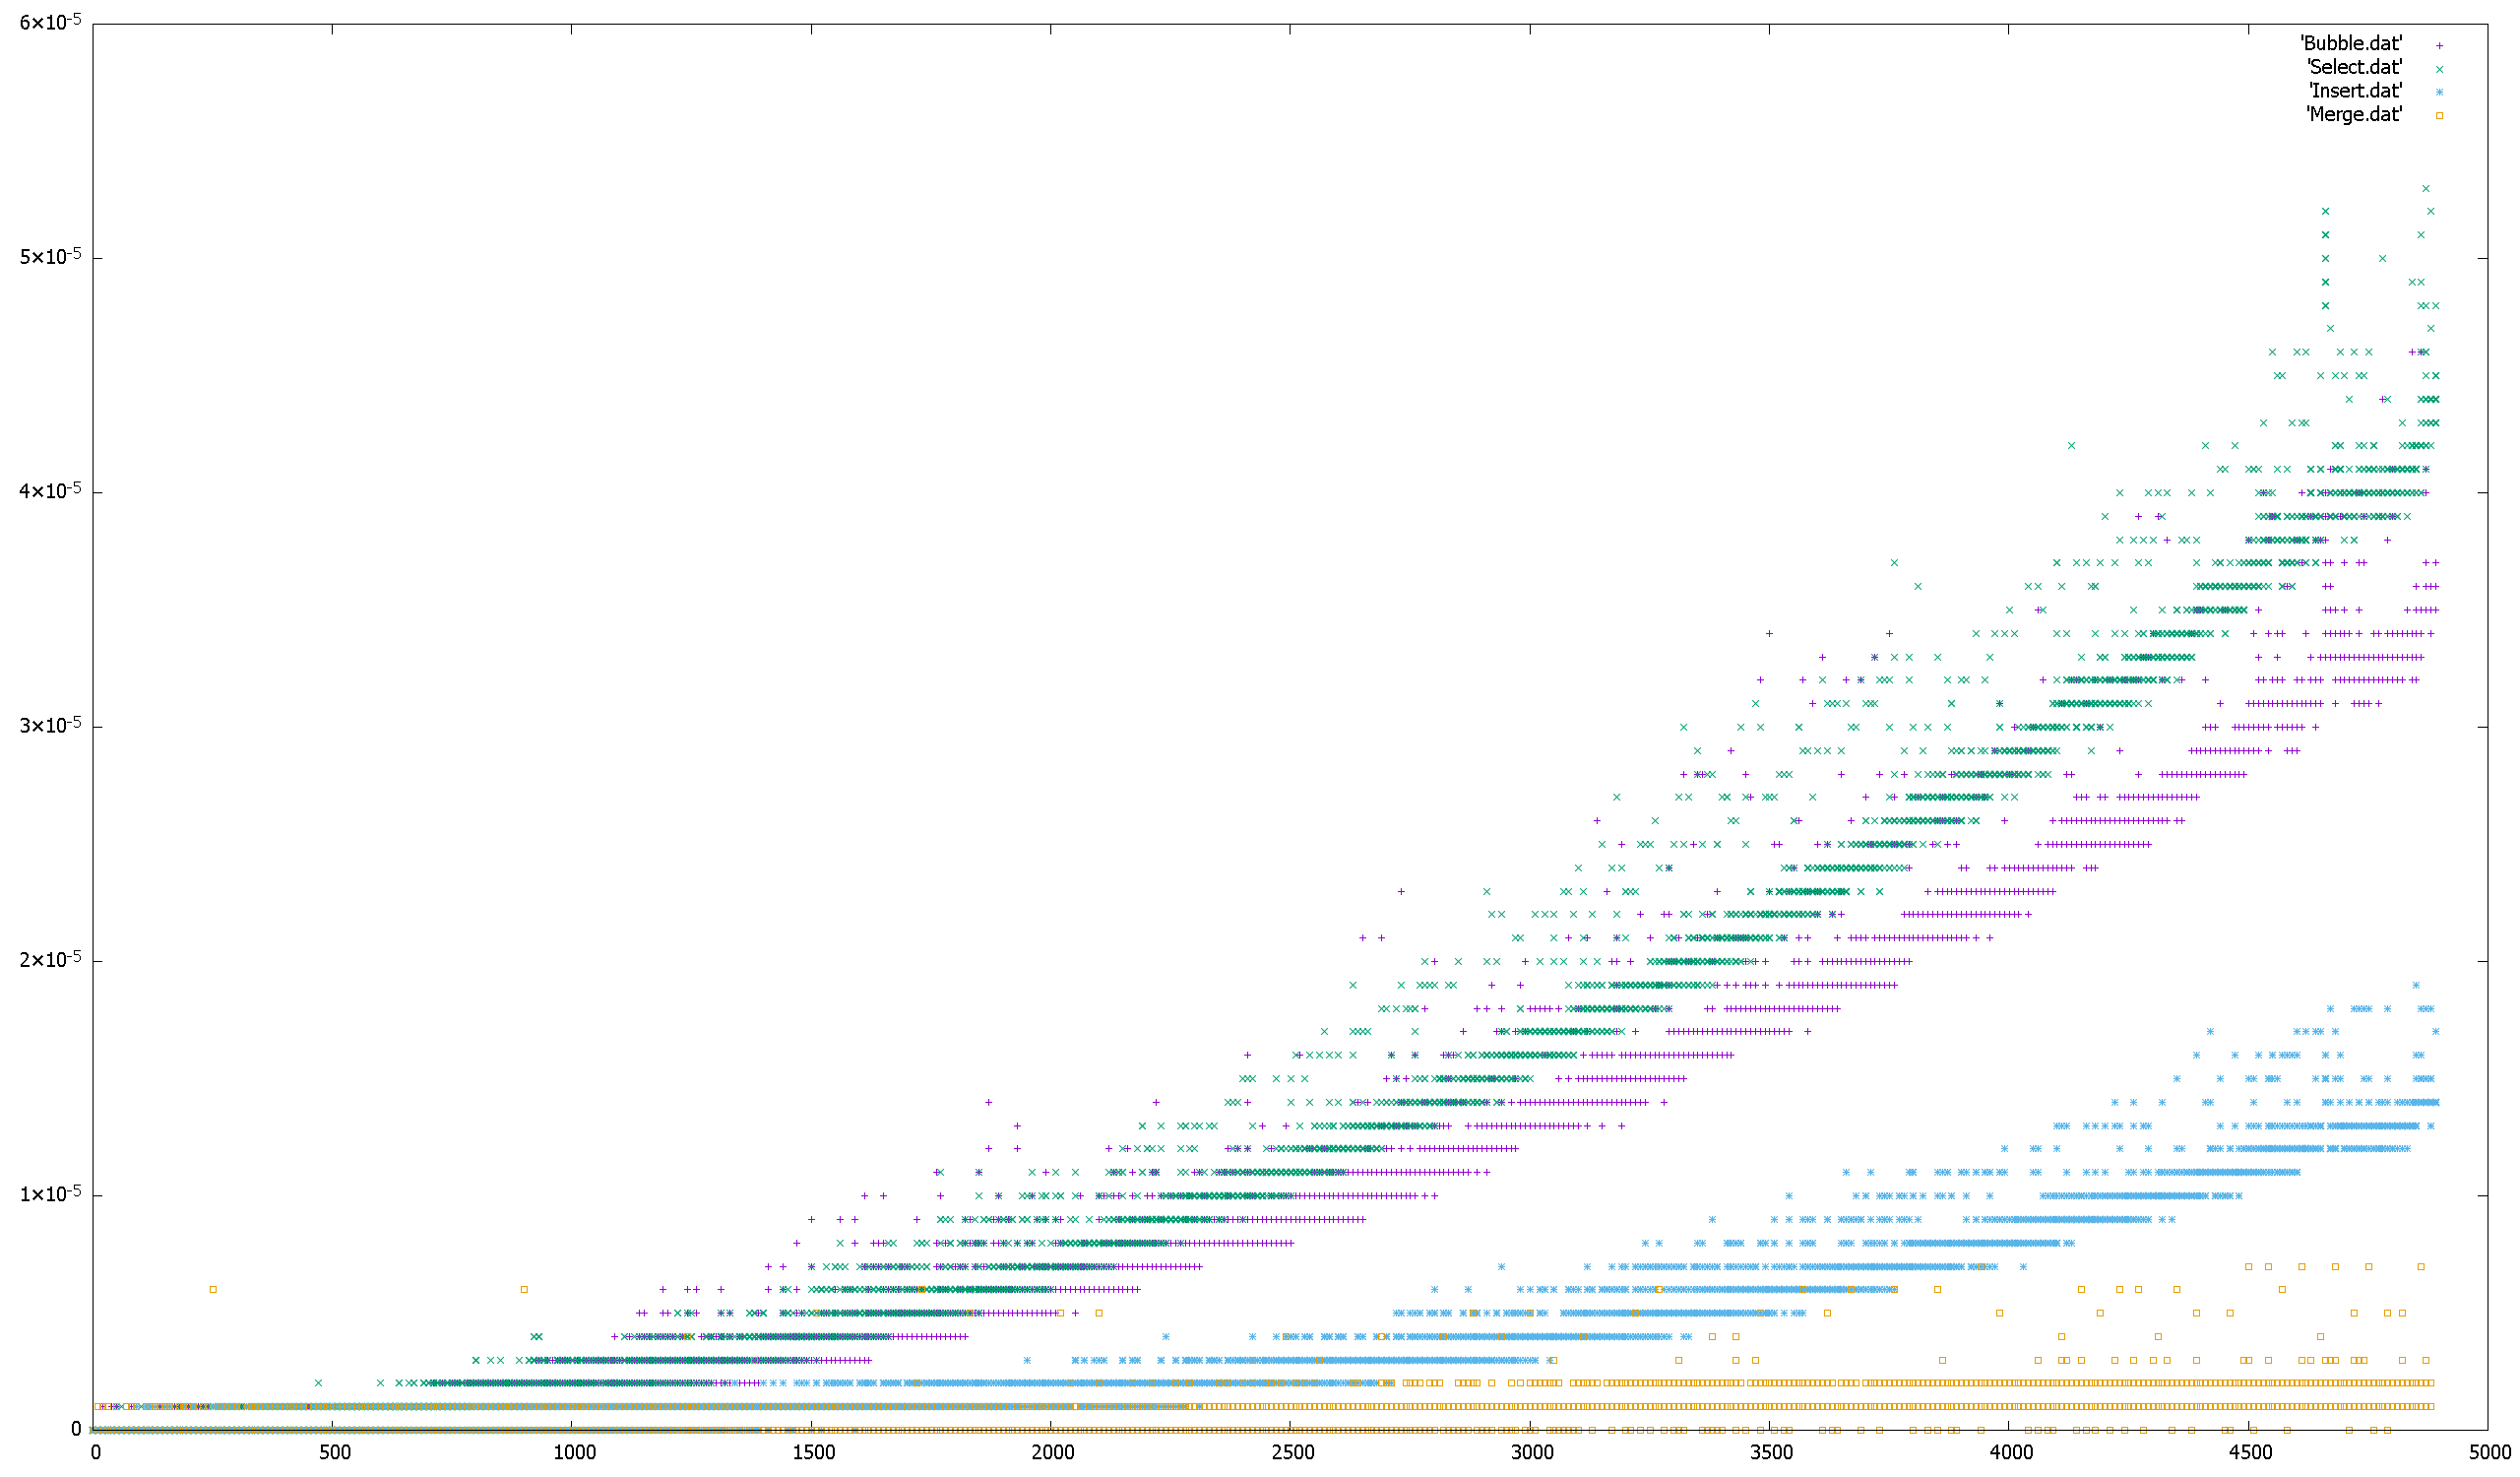 6×10⁻⁵
5×10⁻⁵
4×10⁻⁵
3×10⁻⁵
2×10⁻⁵
1×10⁻⁵
0
0 500 1000 1500 2000 2500 3000 3500 4000 4500 5000
'Bubble.dat'
'Select.dat'
'Insert.dat'
'Merge.dat'